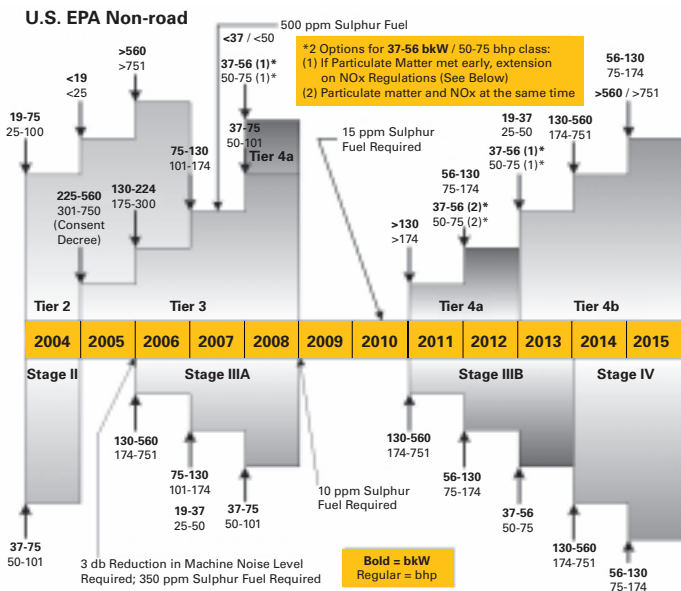 U.S. EPA Non-road
500 ppm Sulphur Fuel
*2 Options for 37-56 bkW / 50-75 bhp class:
(1) If Particulate Matter met early, extension
on NOx Regulations (See Below)
(2) Particulate matter and NOx at the same time
19-75
25-100
<19
<25
>560
>751
<37 / <50
37-56 (1)*
50-75 (1)*
75-130
101-174
37-75
50-101
Tier 4a
15 ppm Sulphur
Fuel Required
225-560
301-750
(Consent
Decree)
130-224
175-300
>130
>174
56-130
75-174
37-56 (2)*
50-75 (2)*
19-37
25-50
37-56 (1)*
50-75 (1)*
130-560
174-751
56-130
75-174
>560 / >751
Tier 2
Tier 3
Tier 4a
Tier 4b
2004 2005 2006 2007 2008 2009 2010 2011 2012 2013 2014 2015
Stage II
Stage IIIA
Stage IIIB
Stage IV
37-75
50-101
130-560
174-751
75-130
101-174
19-37
25-50
37-75
50-101
10 ppm Sulphur
Fuel Required
130-560
174-751
56-130
75-174
37-56
50-75
130-560
174-751
56-130
75-174
3 db Reduction in Machine Noise Level
Required; 350 ppm Sulphur Fuel Required
Bold = bkW
Regular = bhp